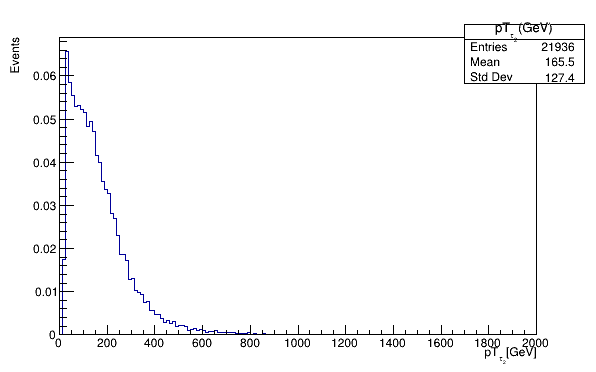 pT_τ₂(GeV)
Entries 21936
Mean 165.5
Std Dev 127.4
Events
0.06
0.05
0.04
0.03
0.02
0.01
0
0 200 400 600 800 1000 1200 1400 1600 1800 2000
pT_τ₂[GeV]